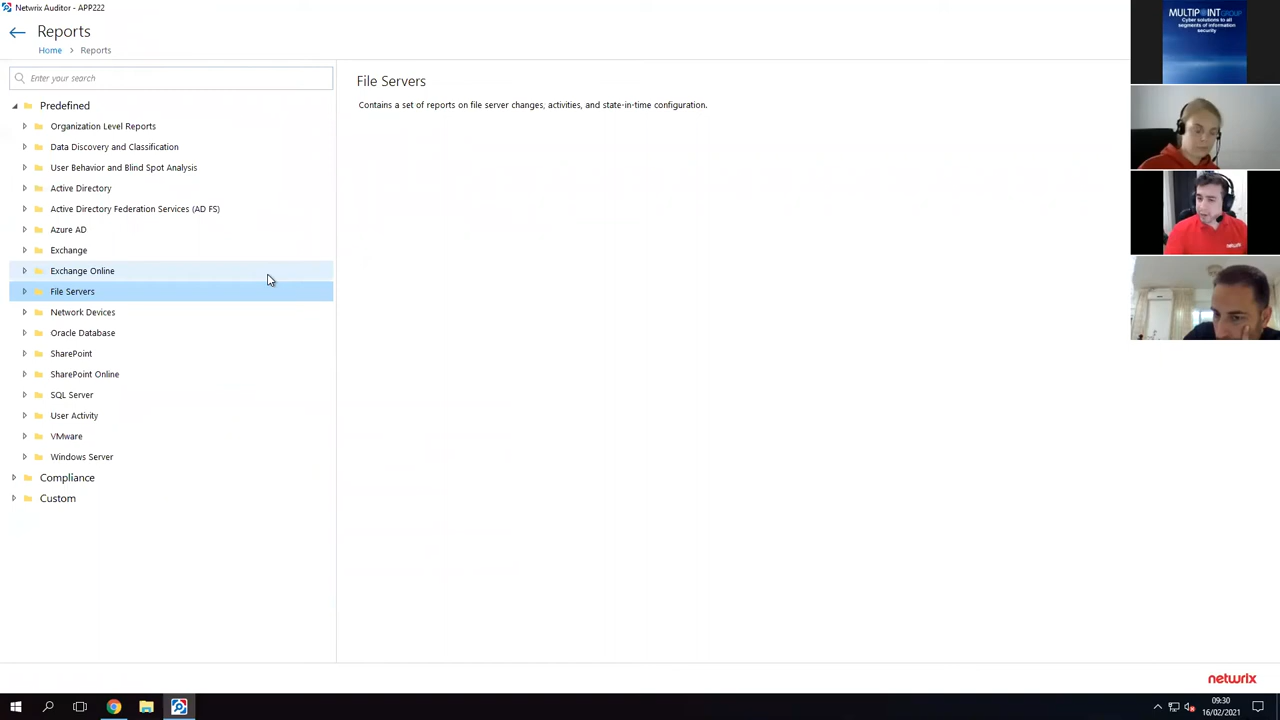 Netwrix Auditor - APP222
Reports
Home > Reports
Enter your search
Predefined
Organization Level Reports
Data Discovery and Classification
User Behavior and Blind Spot Analysis
Active Directory
Active Directory Federation Services (AD FS)
Azure AD
Exchange
Exchange Online
File Servers
Network Devices
Oracle Database
SharePoint
SharePoint Online
SQL Server
User Activity
VMware
Windows Server
Compliance
Custom
File Servers
Contains a set of reports on file server changes, activities, and state-in-time configuration.
MULTIPOINT GROUP
Cyber solutions to all
segments of information
security
netwrix
netwrix
09:30
16/02/2021